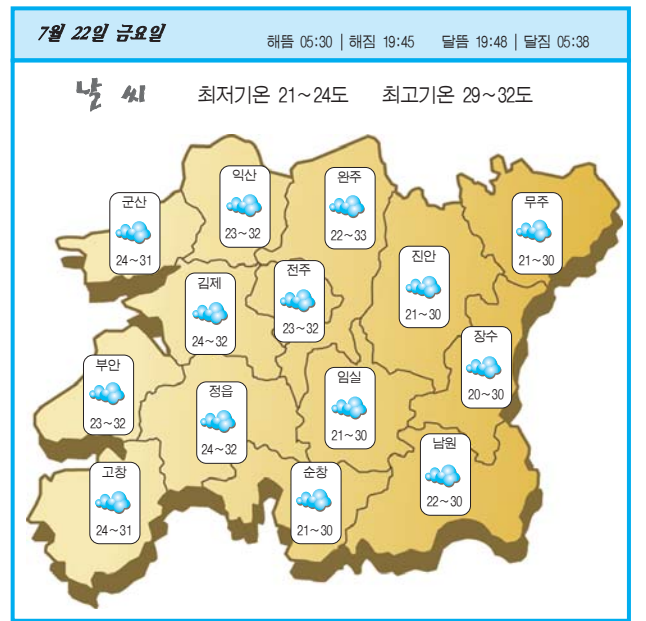 7월 22일 금요일
해뜸 05:30 | 해짐 19:45 달뜸 19:48 | 달짐 05:38
날 씨 최저기온 21~24도 최고기온 29~32도
익산
23~32
완주
22~33
군산
24~31
무주
21~30
진안
21~30
전주
23~32
김제
24~32
장수
20~30
부안
23~32
임실
21~30
정읍
24~32
남원
22~30
고창
24~31
순창
21~30